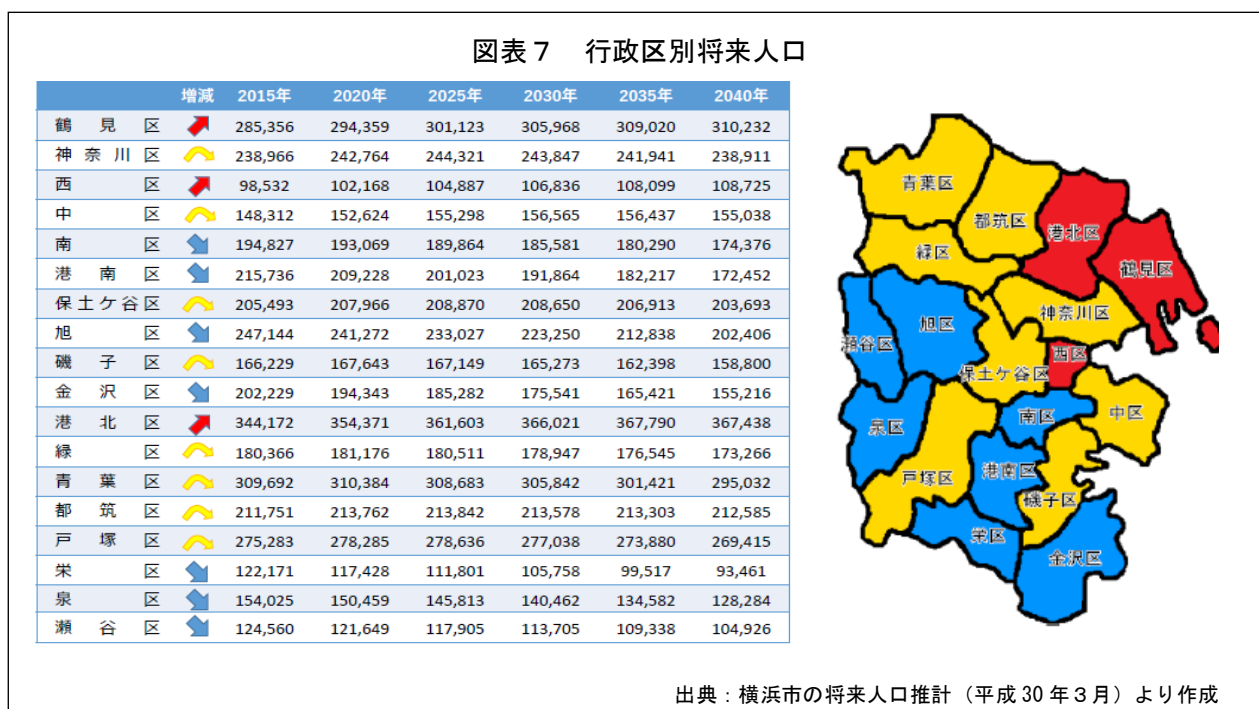 図表７　行政区別将来人口
増減 2015年 2020年 2025年 2030年 2035年 2040年
鶴見区 285,356 294,359 301,123 305,968 309,020 310,232
神奈川区 238,966 242,764 244,321 243,847 241,941 238,911
西区 98,532 102,168 104,887 106,836 108,099 108,725
中区 148,312 152,624 155,298 156,565 156,437 155,038
南区 194,827 193,069 189,864 185,581 180,290 174,376
港南区 215,736 209,228 201,023 191,864 182,217 172,452
保土ケ谷区 205,493 207,966 208,870 208,650 206,913 203,693
旭区 247,144 241,272 233,027 223,250 212,838 202,406
磯子区 166,229 167,643 167,149 165,273 162,398 158,800
金沢区 202,229 194,343 185,282 175,541 165,421 155,216
港北区 344,172 354,371 361,603 366,021 367,790 367,438
緑区 180,366 181,176 180,511 178,947 176,545 173,266
青葉区 309,692 310,384 308,683 305,842 301,421 295,032
都筑区 211,751 213,762 213,842 213,578 213,303 212,585
戸塚区 275,283 278,285 278,636 277,038 273,880 269,415
栄区 122,171 117,428 111,801 105,758 99,517 93,461
泉区 154,025 150,459 145,813 140,462 134,582 128,284
瀬谷区 124,560 121,649 117,905 113,705 109,338 104,926
青葉区
都筑区
港北区
緑区
鶴見区
神奈川区
旭区
瀬谷区
西区
保土ケ谷区
中区
南区
泉区
港南区
戸塚区
磯子区
栄区
金沢区
出典：横浜市の将来人口推計（平成30年３月）より作成